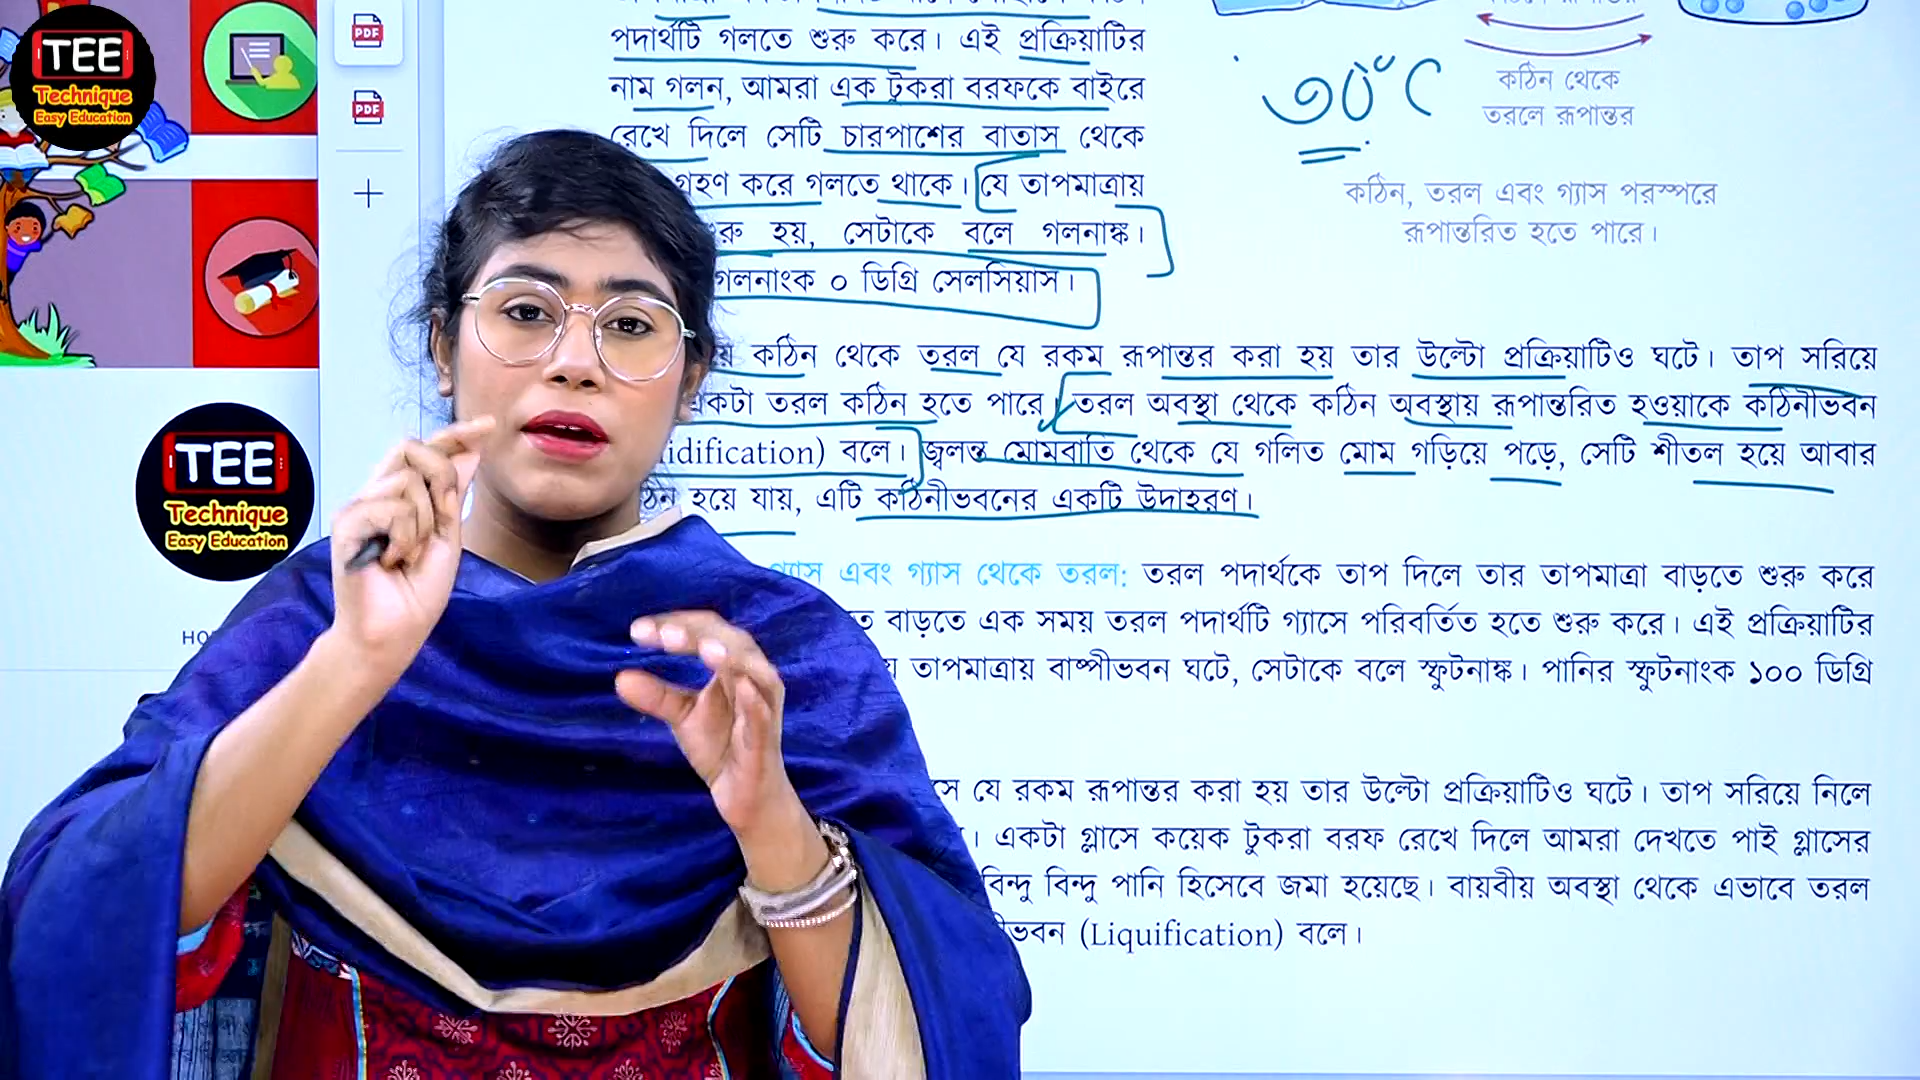 TEE
Technique
Easy Education
PDF
PDF
TEE
Technique
Easy Education
HO
পদার্থটি গলতে শুরু করে। এই প্রক্রিয়াটির
নাম গলন, আমরা এক টুকরা বরফকে বাইরে
রেখে দিলে সেটি চারপাশের বাতাস থেকে
গ্রহণ করে গলতে থাকে। যে তাপমাত্রায়
রু হয়, সেটাকে বলে গলনাঙ্ক।
গলনাংক ০ ডিগ্রি সেলসিয়াস।
৩০°C
কঠিন থেকে
তরলে রূপান্তর
কঠিন, তরল এবং গ্যাস পরস্পরে
রূপান্তরিত হতে পারে।
য় কঠিন থেকে তরল যে রকম রূপান্তর করা হয় তার উল্টো প্রক্রিয়াটিও ঘটে। তাপ সরিয়ে
একটা তরল কঠিন হতে পারে। তরল অবস্থা থেকে কঠিন অবস্থায় রূপান্তরিত হওয়াকে কঠিনীভবন
idification) বলে। জ্বলন্ত মোমবাতি থেকে যে গলিত মোম গড়িয়ে পড়ে, সেটি শীতল হয়ে আবার
ঠিন হয়ে যায়, এটি কঠিনীভবনের একটি উদাহরণ।
গ্যাস এবং গ্যাস থেকে তরল: তরল পদার্থকে তাপ দিলে তার তাপমাত্রা বাড়তে শুরু করে
ত বাড়তে এক সময় তরল পদার্থটি গ্যাসে পরিবর্তিত হতে শুরু করে। এই প্রক্রিয়াটির
য তাপমাত্রায় বাষ্পীভবন ঘটে, সেটাকে বলে স্ফুটনাঙ্ক। পানির স্ফুটনাংক ১০০ ডিগ্রি
সে যে রকম রূপান্তর করা হয় তার উল্টো প্রক্রিয়াটিও ঘটে। তাপ সরিয়ে নিলে
। একটা গ্লাসে কয়েক টুকরা বরফ রেখে দিলে আমরা দেখতে পাই গ্লাসের
বিন্দু বিন্দু পানি হিসেবে জমা হয়েছে। বায়বীয় অবস্থা থেকে এভাবে তরল
ভবন (Liquification) বলে।